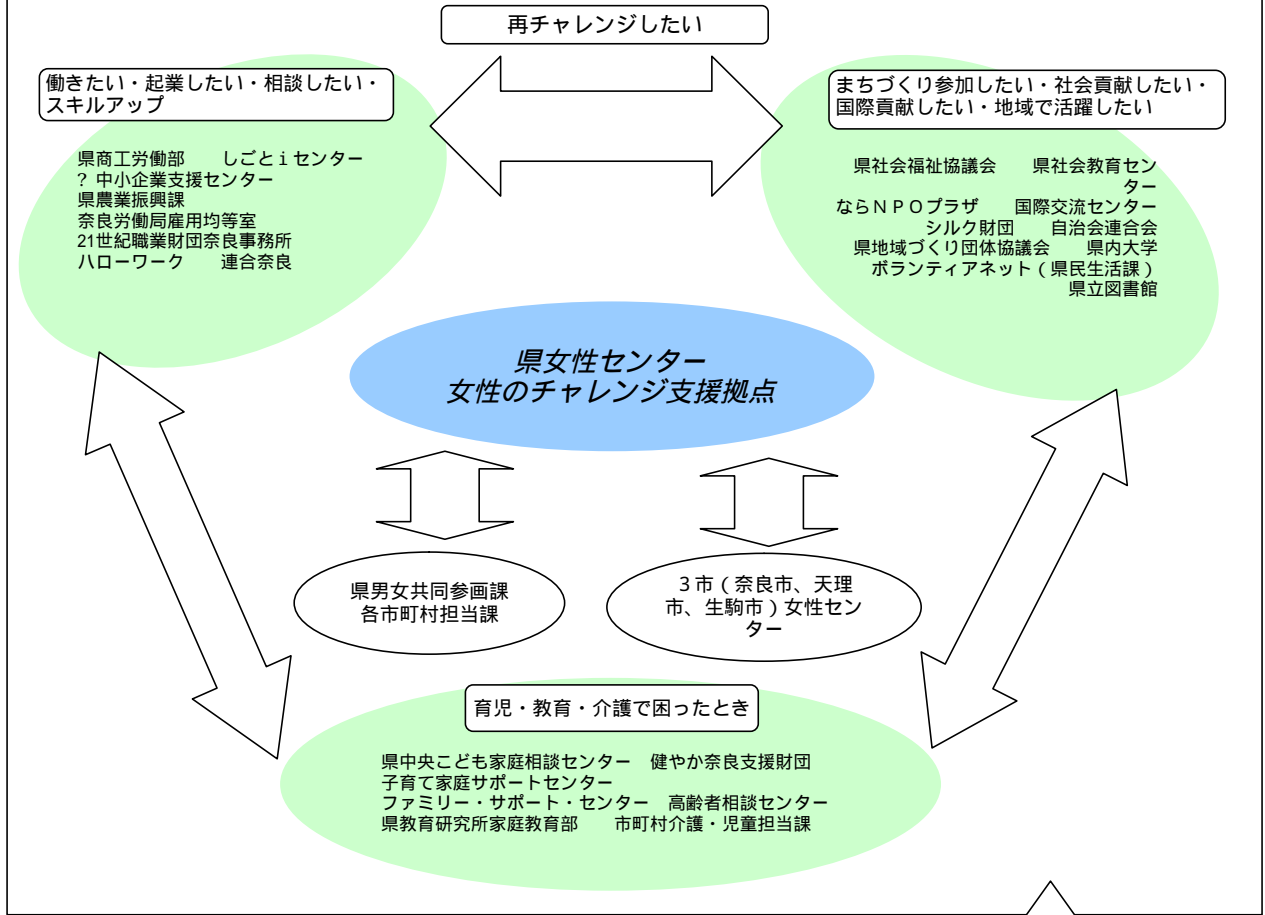 再チャレンジしたい
働きたい・起業したい・相談したい・
スキルアップ
県商工労働部　　しごとｉセンター
？中小企業支援センター
県農業振興課
奈良労働局雇用均等室
21世紀職業財団奈良事務所
ハローワーク　　連合奈良
まちづくり参加したい・社会貢献したい・
国際貢献したい・地域で活躍したい
県社会福祉協議会　　県社会教育セン
ター
ならＮＰＯプラザ　　国際交流センター
シルク財団　　自治会連合会
県地域づくり団体協議会　　県内大学
ボランティアネット（県民生活課）
県立図書館
県女性センター
女性のチャレンジ支援拠点
県男女共同参画課
各市町村担当課
３市（奈良市、天理
市、生駒市）女性セン
ター
育児・教育・介護で困ったとき
県中央こども家庭相談センター　健やか奈良支援財団
子育て家庭サポートセンター
ファミリー・サポート・センター　高齢者相談センター
県教育研究所家庭教育部　　市町村介護・児童担当課